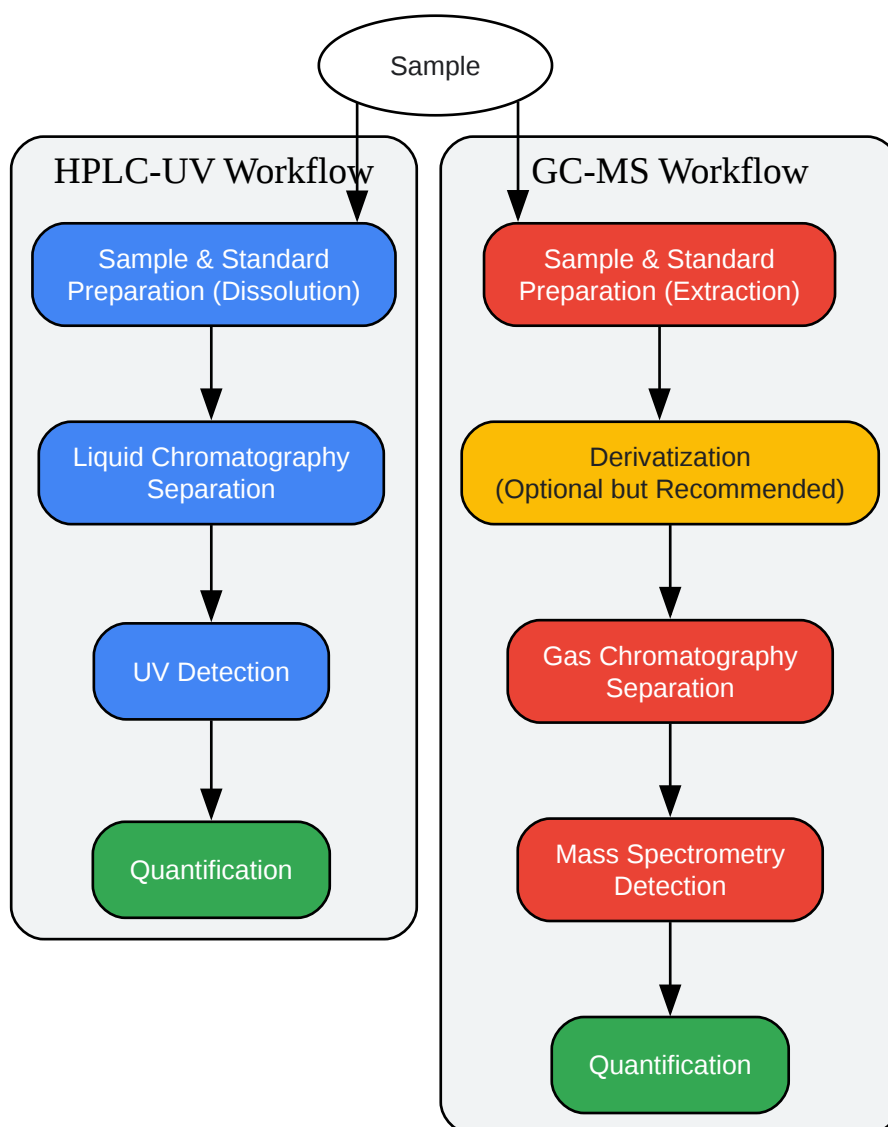 Sample
HPLC-UV Workflow
Sample & Standard
Preparation (Dissolution)
Liquid Chromatography
Separation
UV Detection
Quantification
GC-MS Workflow
Sample & Standard
Preparation (Extraction)
Derivatization
(Optional but Recommended)
Gas Chromatography
Separation
Mass Spectrometry
Detection
Quantification